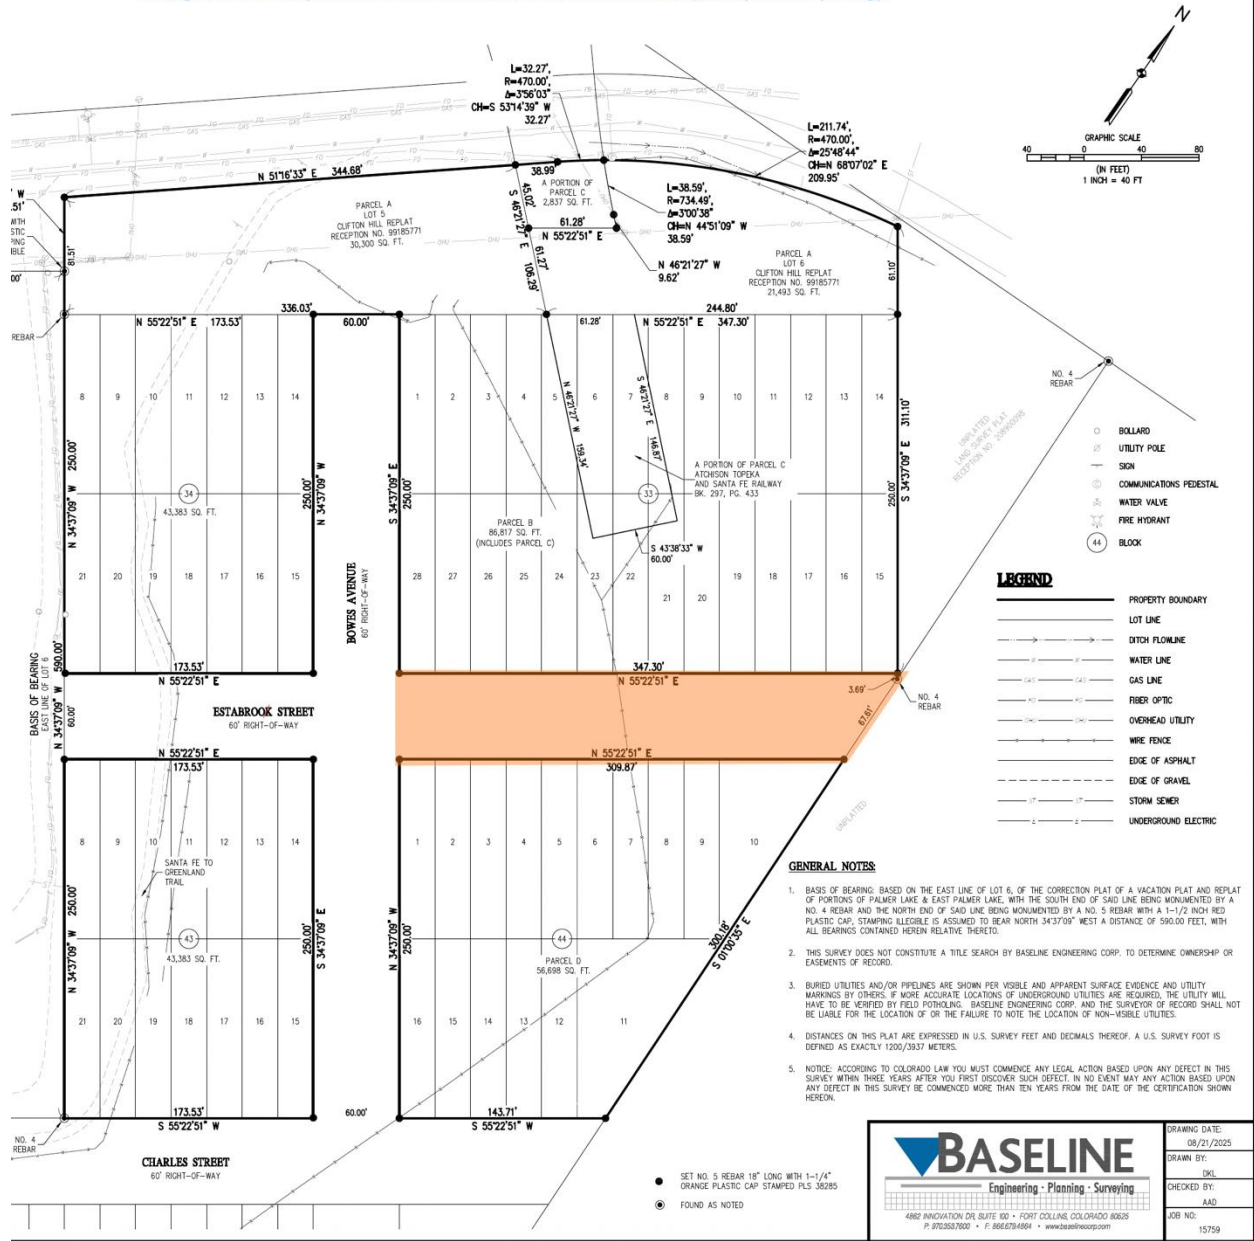 N
GRAPHIC SCALE
40 0 40 80
(IN FEET)
1 INCH = 40 FT
L=32.27',
R=470.00',
Δ=3°56'03"
CH=S 53°14'39" W
32.27'
L=211.74',
R=470.00',
Δ=25°48'44"
CH=N 68°07'02" E
209.95'
N 51°16'33" E 344.68'
38.99'
A PORTION OF
PARCEL C
2,837 SQ. FT.
L=38.59',
R=734.49',
Δ=3°00'38"
CH=N 44°51'09" W
38.59'
45.02'
S 46°21'27" E 106.29'
61.27'
61.28'
N 55°22'51" E
N 46°21'27" W
9.62'
PARCEL A
LOT 5
CLIFTON HILL REPLAT
RECEPTION NO. 99185771
30,300 SQ. FT.
PARCEL A
LOT 6
CLIFTON HILL REPLAT
RECEPTION NO. 99185771
21,493 SQ. FT.
W
.51'
WITH
STIC
PING
IBLE
00'
81.51'
61.10'
REBAR
336.03'
N 55°22'51" E 173.53'
60.00'
61.28'
244.80'
N 55°22'51" E 347.30'
NO. 4
REBAR
8 9 10 11 12 13 14
1 2 3 4 5 6 7 8 9 10 11 12 13 14
N 34°37'09" W 250.00'
250.00'
N 34°37'09" W
S 34°37'09" E
250.00'
N 46°21'27" W 159.34'
S 46°21'27" E 146.87'
S 34°37'09" E 311.10'
250.00'
UNPLATTED
LAND SURVEY PLAT
A PORTION OF PARCEL C
ATCHISON TOPEKA
AND SANTA FE RAILWAY
BK. 297, PG. 433
34
43,383 SQ. FT.
33
PARCEL B
86,817 SQ. FT.
(INCLUDES PARCEL C)
S 43°38'33" W
60.00'
21 20 19 18 17 16 15
28 27 26 25 24 23 22 21 20 19 18 17 16 15
BOWES AVENUE
60' RIGHT-OF-WAY
BOLLARD
UTILITY POLE
SIGN
COMMUNICATIONS PEDESTAL
WATER VALVE
FIRE HYDRANT
44 BLOCK
LEGEND
PROPERTY BOUNDARY
LOT LINE
DITCH FLOWLINE
WATER LINE
GAS LINE
FIBER OPTIC
OVERHEAD UTILITY
WIRE FENCE
EDGE OF ASPHALT
EDGE OF GRAVEL
STORM SEWER
UNDERGROUND ELECTRIC
BASIS OF BEARING
EAST LINE OF LOT 6
N 34°37'09" W 590.00'
60.00'
173.53'
N 55°22'51" E
347.30'
N 55°22'51" E
3.69'
NO. 4
REBAR
67.61'
ESTABROOK STREET
60' RIGHT-OF-WAY
N 55°22'51" E
173.53'
N 55°22'51" E
309.87'
UNPLATTED
8 9 10 11 12 13 14
1 2 3 4 5 6 7 8 9 10
SANTA FE TO
GREENLAND
TRAIL
N 34°37'09" W 250.00'
250.00'
S 34°37'09" E
N 34°37'09" W
250.00'
300.18'
S 01°00'35" E
43
43,383 SQ. FT.
44
PARCEL D
56,698 SQ. FT.
21 20 19 18 17 16 15
16 15 14 13 12 11
173.53'
S 55°22'51" W
60.00'
143.71'
S 55°22'51" W
NO. 4
REBAR
CHARLES STREET
60' RIGHT-OF-WAY
SET NO. 5 REBAR 18" LONG WITH 1-1/4"
ORANGE PLASTIC CAP STAMPED PLS 38285
FOUND AS NOTED
GENERAL NOTES:
1. BASIS OF BEARING: BASED ON THE EAST LINE OF LOT 6, OF THE CORRECTION PLAT OF A VACATION PLAT AND REPLAT
OF PORTIONS OF PALMER LAKE & EAST PALMER LAKE, WITH THE SOUTH END OF SAID LINE BEING MONUMENTED BY A
NO. 4 REBAR AND THE NORTH END OF SAID LINE BEING MONUMENTED BY A NO. 5 REBAR WITH A 1-1/2 INCH RED
PLASTIC CAP, STAMPING ILLEGIBLE IS ASSUMED TO BEAR NORTH 34°37'09" WEST A DISTANCE OF 590.00 FEET, WITH
ALL BEARINGS CONTAINED HEREIN RELATIVE THERETO.
2. THIS SURVEY DOES NOT CONSTITUTE A TITLE SEARCH BY BASELINE ENGINEERING CORP. TO DETERMINE OWNERSHIP OR
EASEMENTS OF RECORD.
3. BURIED UTILITIES AND/OR PIPELINES ARE SHOWN PER VISIBLE AND APPARENT SURFACE EVIDENCE AND UTILITY
MARKINGS BY OTHERS. IF MORE ACCURATE LOCATIONS OF UNDERGROUND UTILITIES ARE REQUIRED, THE UTILITY WILL
HAVE TO BE VERIFIED BY FIELD POTHOLING. BASELINE ENGINEERING CORP. AND THE SURVEYOR OF RECORD SHALL NOT
BE LIABLE FOR THE LOCATION OF OR THE FAILURE TO NOTE THE LOCATION OF NON-VISIBLE UTILITIES.
4. DISTANCES ON THIS PLAT ARE EXPRESSED IN U.S. SURVEY FEET AND DECIMALS THEREOF. A U.S. SURVEY FOOT IS
DEFINED AS EXACTLY 1200/3937 METERS.
5. NOTICE: ACCORDING TO COLORADO LAW YOU MUST COMMENCE ANY LEGAL ACTION BASED UPON ANY DEFECT IN THIS
SURVEY WITHIN THREE YEARS AFTER YOU FIRST DISCOVER SUCH DEFECT. IN NO EVENT MAY ANY ACTION BASED UPON
ANY DEFECT IN THIS SURVEY BE COMMENCED MORE THAN TEN YEARS FROM THE DATE OF THE CERTIFICATION SHOWN
HEREON.
BASELINE
Engineering · Planning · Surveying
4862 INNOVATION DR, SUITE 100 • FORT COLLINS, COLORADO 80525
P. 970.353.7600 • F. 866.679.4864 • www.baselinecorp.com
DRAWING DATE:
08/21/2025
DRAWN BY:
DKL
CHECKED BY:
AAD
JOB NO:
15759